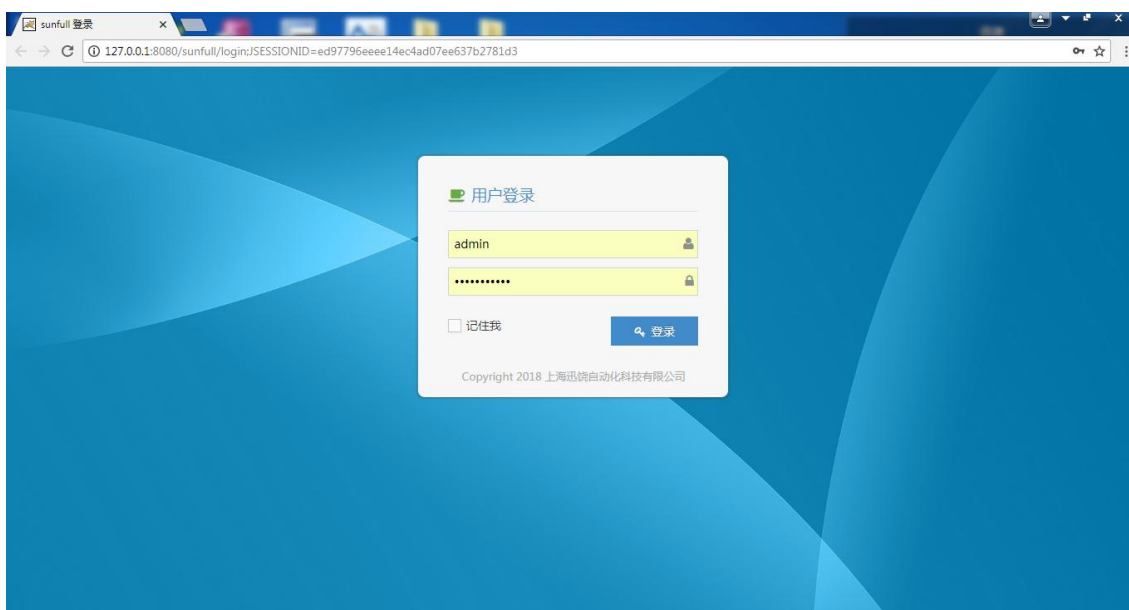 sunfull 登录
127.0.0.1:8080/sunfull/login;JSESSIONID=ed97796eeee14ec4ad07ee637b2781d3
用户登录
admin
•••••••••••
记住我
登录
Copyright 2018 上海迅饶自动化科技有限公司